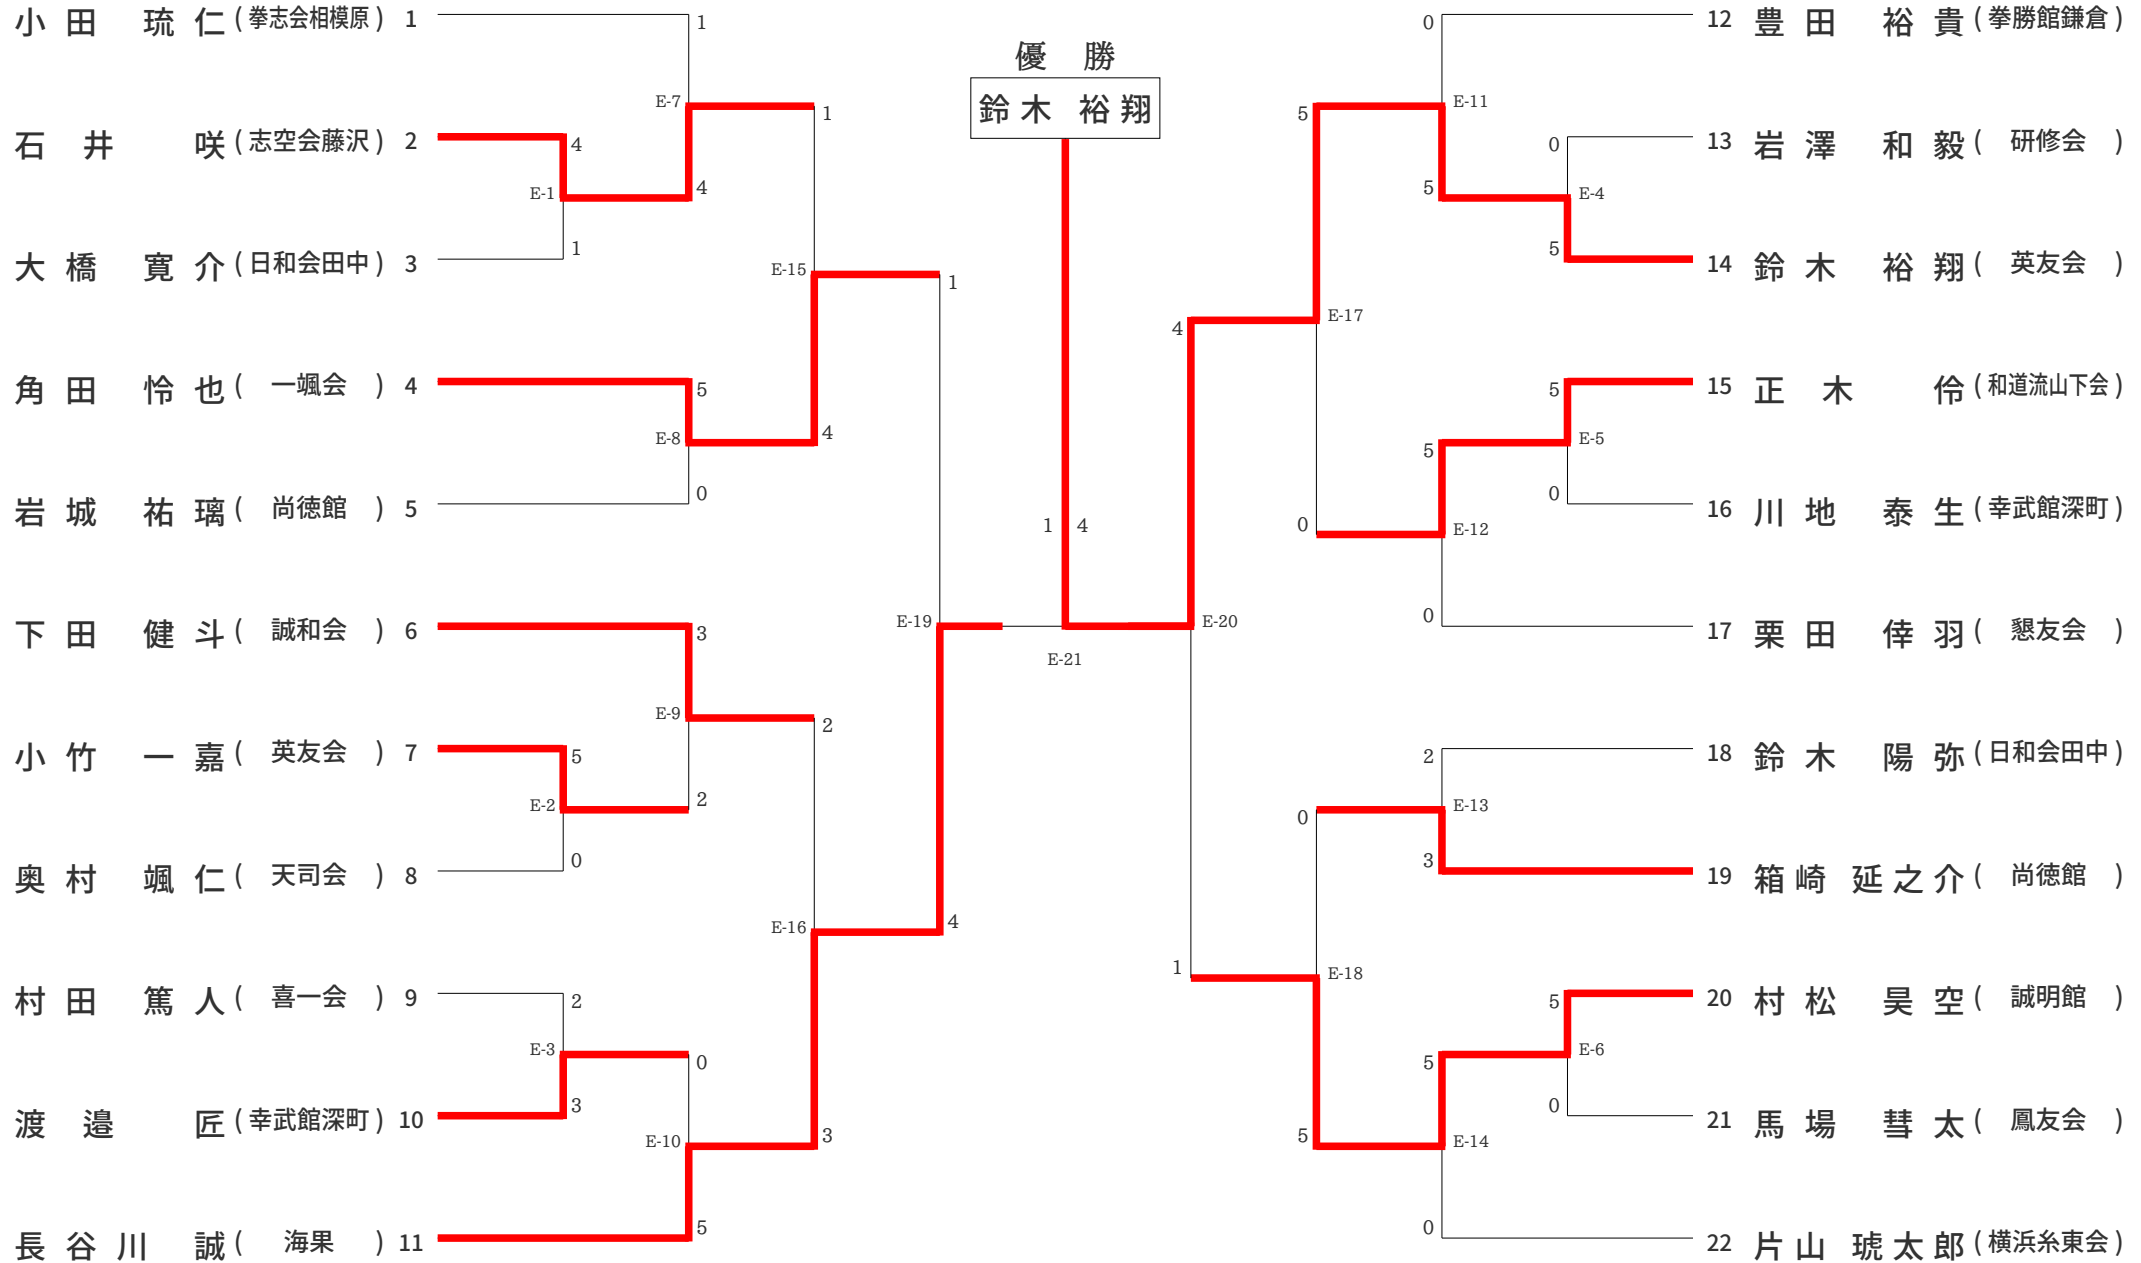 優 勝
鈴木 裕翔
小田 琉仁 (拳志会相模原) 1
石井 咲 (志空会藤沢) 2
大橋 寛介 (日和会田中) 3
角田 怜也 (一颯会) 4
岩城 祐璃 (尚徳館) 5
下田 健斗 (誠和会) 6
小竹 一嘉 (英友会) 7
奥村 颯仁 (天司会) 8
村田 篤人 (喜一会) 9
渡邉 匠 (幸武館深町) 10
長谷川 誠 (海果) 11
E-1 4 1
E-2 5 0
E-3 2 3
E-7 1 4
E-8 5 0
E-9 3 2
E-10 0 5
E-15 1 4
E-16 2 3
E-19 1 4
1 4
E-21
E-20 4 1
E-17 5 0
E-18 0 5
E-11 0 5
E-12 5 0
E-13 2 3
E-14 5 0
E-4 0 5
E-5 5 0
E-6 5 0
12 豊田 裕貴 (拳勝館鎌倉)
13 岩澤 和毅 (研修会)
14 鈴木 裕翔 (英友会)
15 正木 伶 (和道流山下会)
16 川地 泰生 (幸武館深町)
17 栗田 倖羽 (懇友会)
18 鈴木 陽弥 (日和会田中)
19 箱崎 延之介 (尚徳館)
20 村松 昊空 (誠明館)
21 馬場 彗太 (鳳友会)
22 片山 琥太郎 (横浜糸東会)